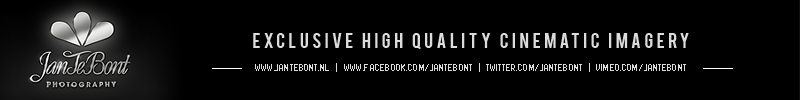 JanTeBont
PHOTOGRAPHY
EXCLUSIVE HIGH QUALITY CINEMATIC IMAGERY
WWW.JANTEBONT.NL | WWW.FACEBOOK.COM/JANTEBONT | TWITTER.COM/JANTEBONT | VIMEO.COM/JANTEBONT